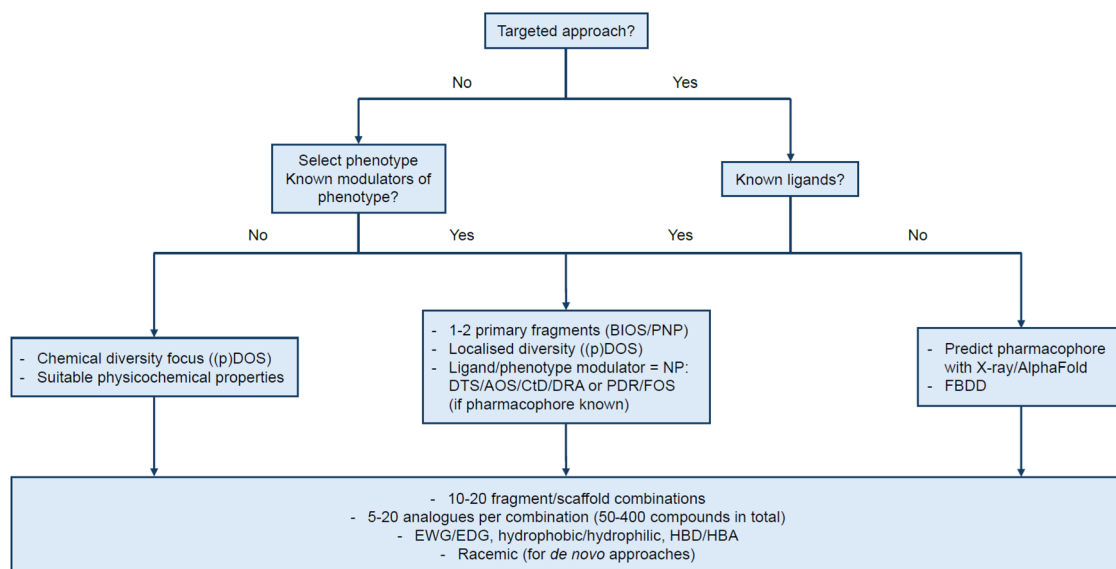 Targeted approach?
No
Yes
Select phenotype
Known modulators of
phenotype?
Known ligands?
No
Yes
Yes
No
- Chemical diversity focus ((p)DOS)
- Suitable physicochemical properties
- 1-2 primary fragments (BIOS/PNP)
- Localised diversity ((p)DOS)
- Ligand/phenotype modulator = NP:
DTS/AOS/CtD/DRA or PDR/FOS
(if pharmacophore known)
- Predict pharmacophore
with X-ray/AlphaFold
- FBDD
- 10-20 fragment/scaffold combinations
- 5-20 analogues per combination (50-400 compounds in total)
- EWG/EDG, hydrophobic/hydrophilic, HBD/HBA
- Racemic (for de novo approaches)